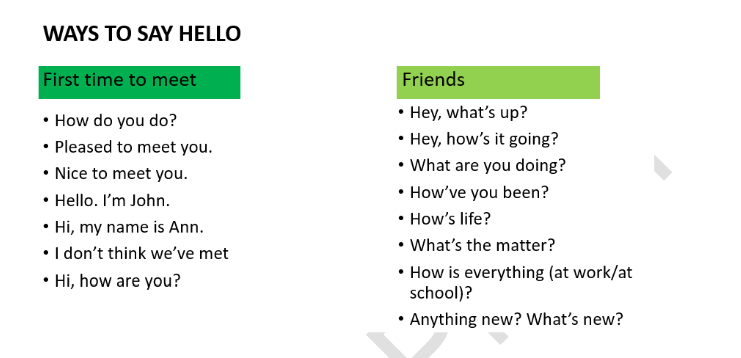 WAYS TO SAY HELLO
First time to meet
• How do you do?
• Pleased to meet you.
• Nice to meet you.
• Hello. I’m John.
• Hi, my name is Ann.
• I don’t think we’ve met
• Hi, how are you?
Friends
• Hey, what’s up?
• Hey, how’s it going?
• What are you doing?
• How’ve you been?
• How’s life?
• What’s the matter?
• How is everything (at work/at
school)?
• Anything new? What’s new?